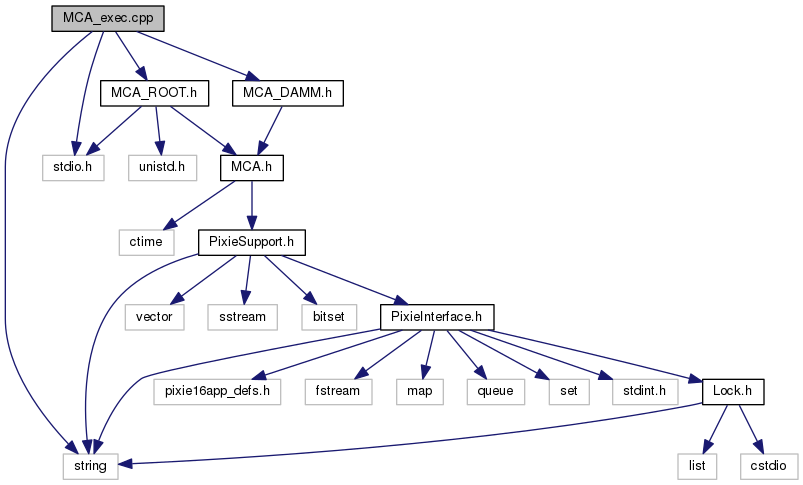 MCA_exec.cpp
MCA_ROOT.h
MCA_DAMM.h
stdio.h
unistd.h
MCA.h
ctime
PixieSupport.h
vector
sstream
bitset
PixieInterface.h
pixie16app_defs.h
fstream
map
queue
set
stdint.h
Lock.h
string
list
cstdio